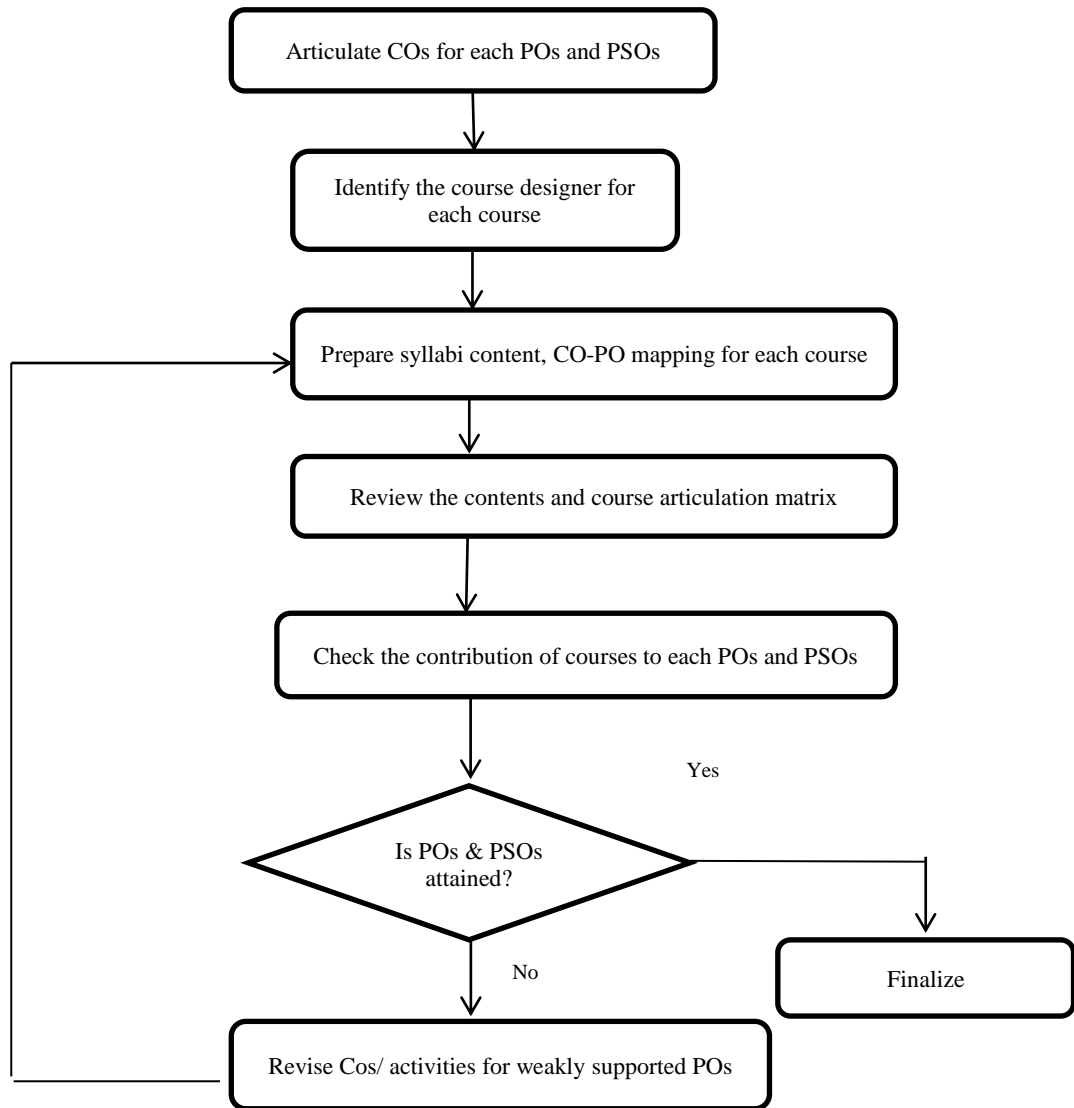 Articulate COs for each POs and PSOs
Identify the course designer for
each course
Prepare syllabi content, CO-PO mapping for each course
Review the contents and course articulation matrix
Check the contribution of courses to each POs and PSOs
Yes
Is POs & PSOs
attained?
No
Finalize
Revise Cos/ activities for weakly supported POs